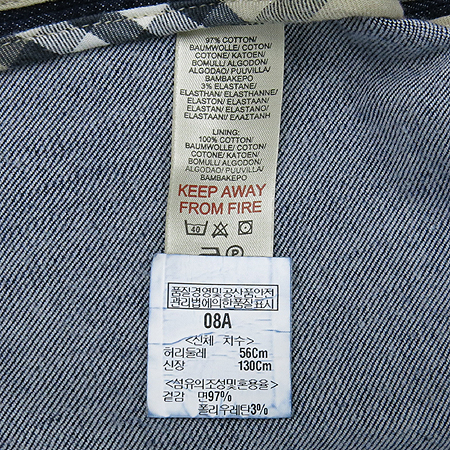 97% COTTON/
BAUMWOLLE/ COTON/
COTONE/ KATOEN/
BOMULL/ ALGODON/
ALGODAO/ PUUVILLA/
ΒΑΜΒΑΚΕΡΟ
3% ELASTANE/
ELASTHAN/ ELASTHANNE/
ELASTON/ ELASTAAN/
ELASTAN/ ELASTANO/
ELASTAANI/ ΕΛΑΣΤΑΝΗ
LINING:
100% COTTON/
BAUMWOLLE/ COTON/
COTONE/ KATOEN/
BOMULL/ ALGODON/
ALGODAO/ PUUVILLA/
ΒΑΜΒΑΚΕΡΟ
KEEP AWAY
FROM FIRE
40
P
품질경영및공산품안전
관리법에의한품질표시
08A
<신체 치수>
허리둘레 56Cm
신장 130Cm
<섬유의조성및혼용율>
겉감 면97%
폴리우레탄3%